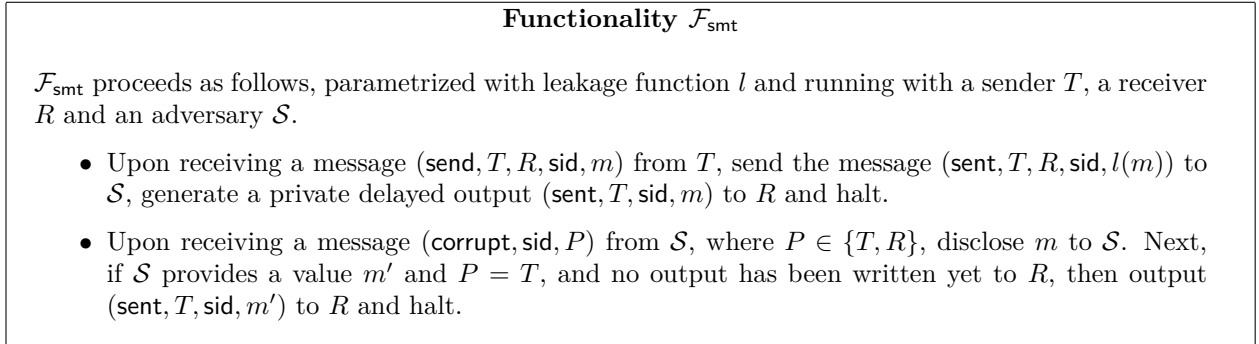 Functionality 𝓕smt
𝓕smt proceeds as follows, parametrized with leakage function l and running with a sender T, a receiver
R and an adversary 𝒮.
• Upon receiving a message (send, T, R, sid, m) from T, send the message (sent, T, R, sid, l(m)) to
𝒮, generate a private delayed output (sent, T, sid, m) to R and halt.
• Upon receiving a message (corrupt, sid, P) from 𝒮, where P ∈ {T, R}, disclose m to 𝒮. Next,
if 𝒮 provides a value m′ and P = T, and no output has been written yet to R, then output
(sent, T, sid, m′) to R and halt.